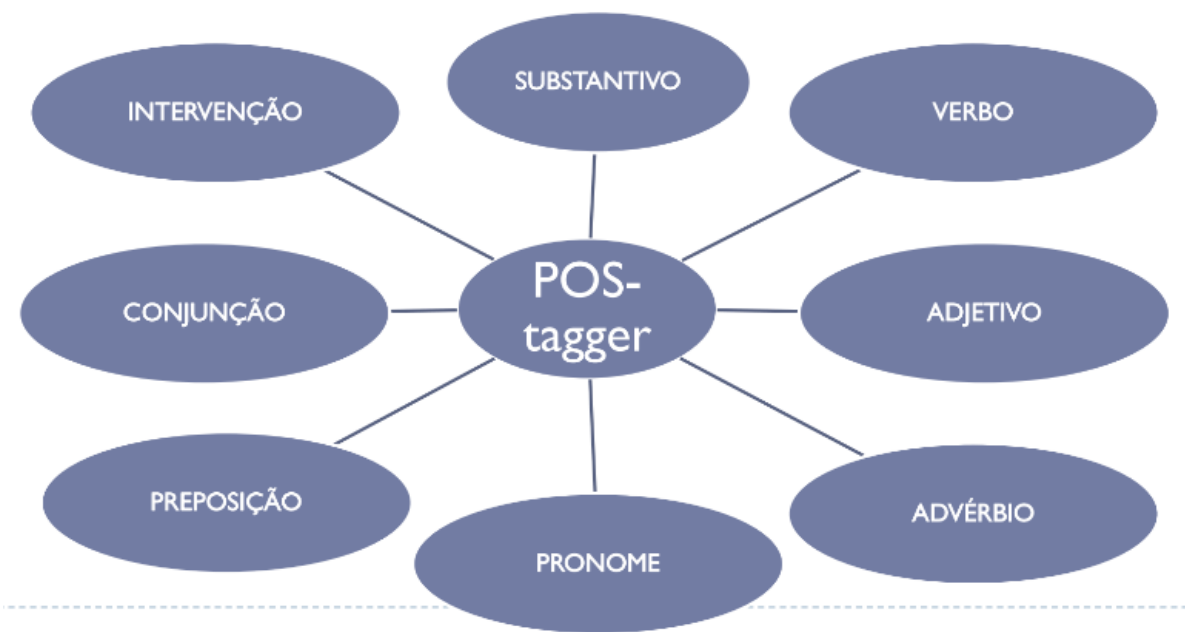 SUBSTANTIVO
INTERVENÇÃO
VERBO
POS-
tagger
CONJUNÇÃO
ADJETIVO
PREPOSIÇÃO
ADVÉRBIO
PRONOME